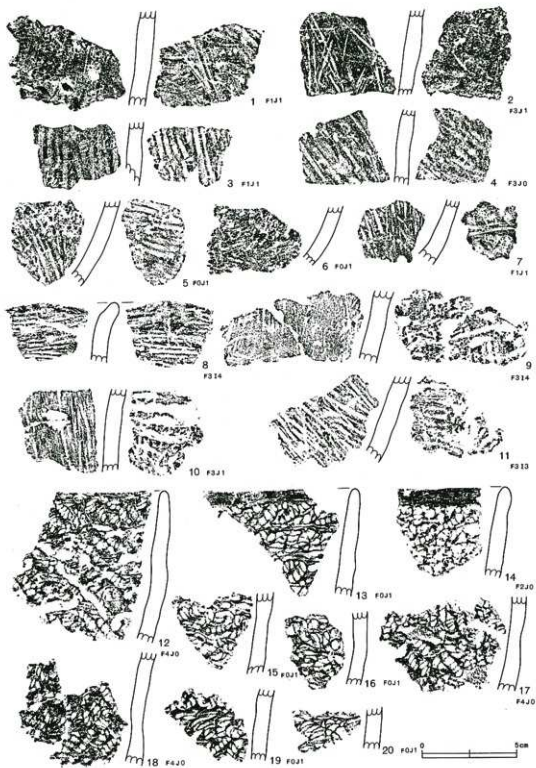 1 F1J1
2
F3J1
3 F1J1
4 F3J0
5 F0J1
6 F0J1
7
F1J1
8
F3I4
9
F3I4
10
F3J1
11
F3I3
12
F4J0
13 F0J1
14
F2J0
15
F0J1
16 F0J1
17
F4J0
18 F4J0
19 F0J1
20 F0J1
0 5cm